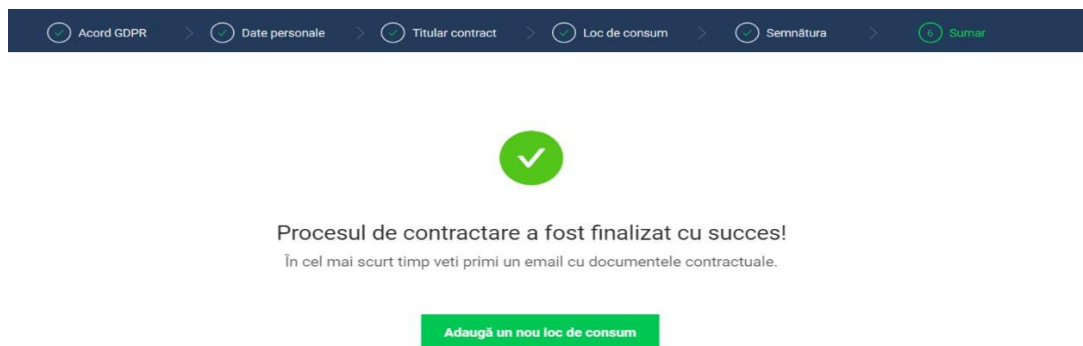 Acord GDPR
Date personale
Titular contract
Loc de consum
Semnătura
6 Sumar
Procesul de contractare a fost finalizat cu succes!
În cel mai scurt timp veti primi un email cu documentele contractuale.
Adaugă un nou loc de consum